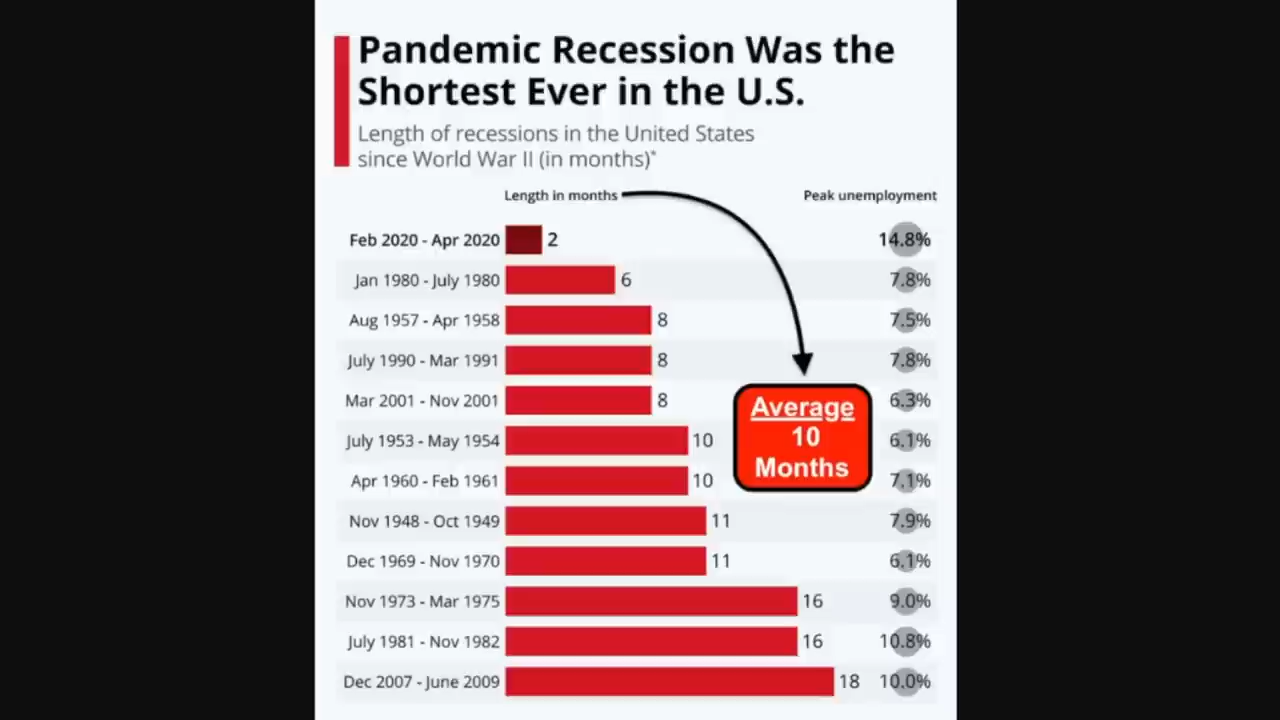 Pandemic Recession Was the
Shortest Ever in the U.S.
Length of recessions in the United States
since World War II (in months)*
Length in months Peak unemployment
Feb 2020 - Apr 2020 2 14.8%
Jan 1980 - July 1980 6 7.8%
Aug 1957 - Apr 1958 8 7.5%
July 1990 - Mar 1991 8 7.8%
Mar 2001 - Nov 2001 8 6.3%
July 1953 - May 1954 10 6.1%
Apr 1960 - Feb 1961 10 7.1%
Nov 1948 - Oct 1949 11 7.9%
Dec 1969 - Nov 1970 11 6.1%
Nov 1973 - Mar 1975 16 9.0%
July 1981 - Nov 1982 16 10.8%
Dec 2007 - June 2009 18 10.0%
Average
10
Months